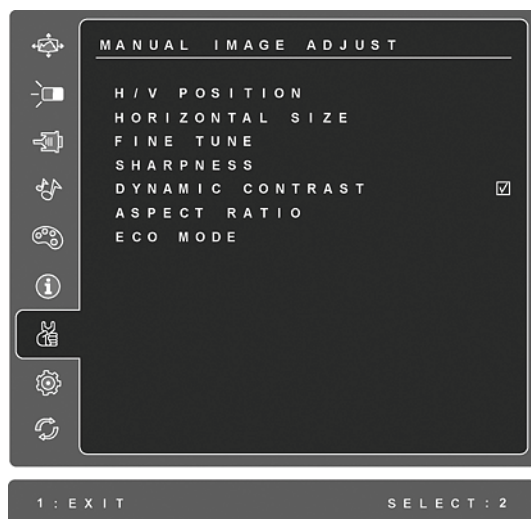 MANUAL IMAGE ADJUST
H/V POSITION
HORIZONTAL SIZE
FINE TUNE
SHARPNESS
DYNAMIC CONTRAST
ASPECT RATIO
ECO MODE
1:EXIT SELECT:2